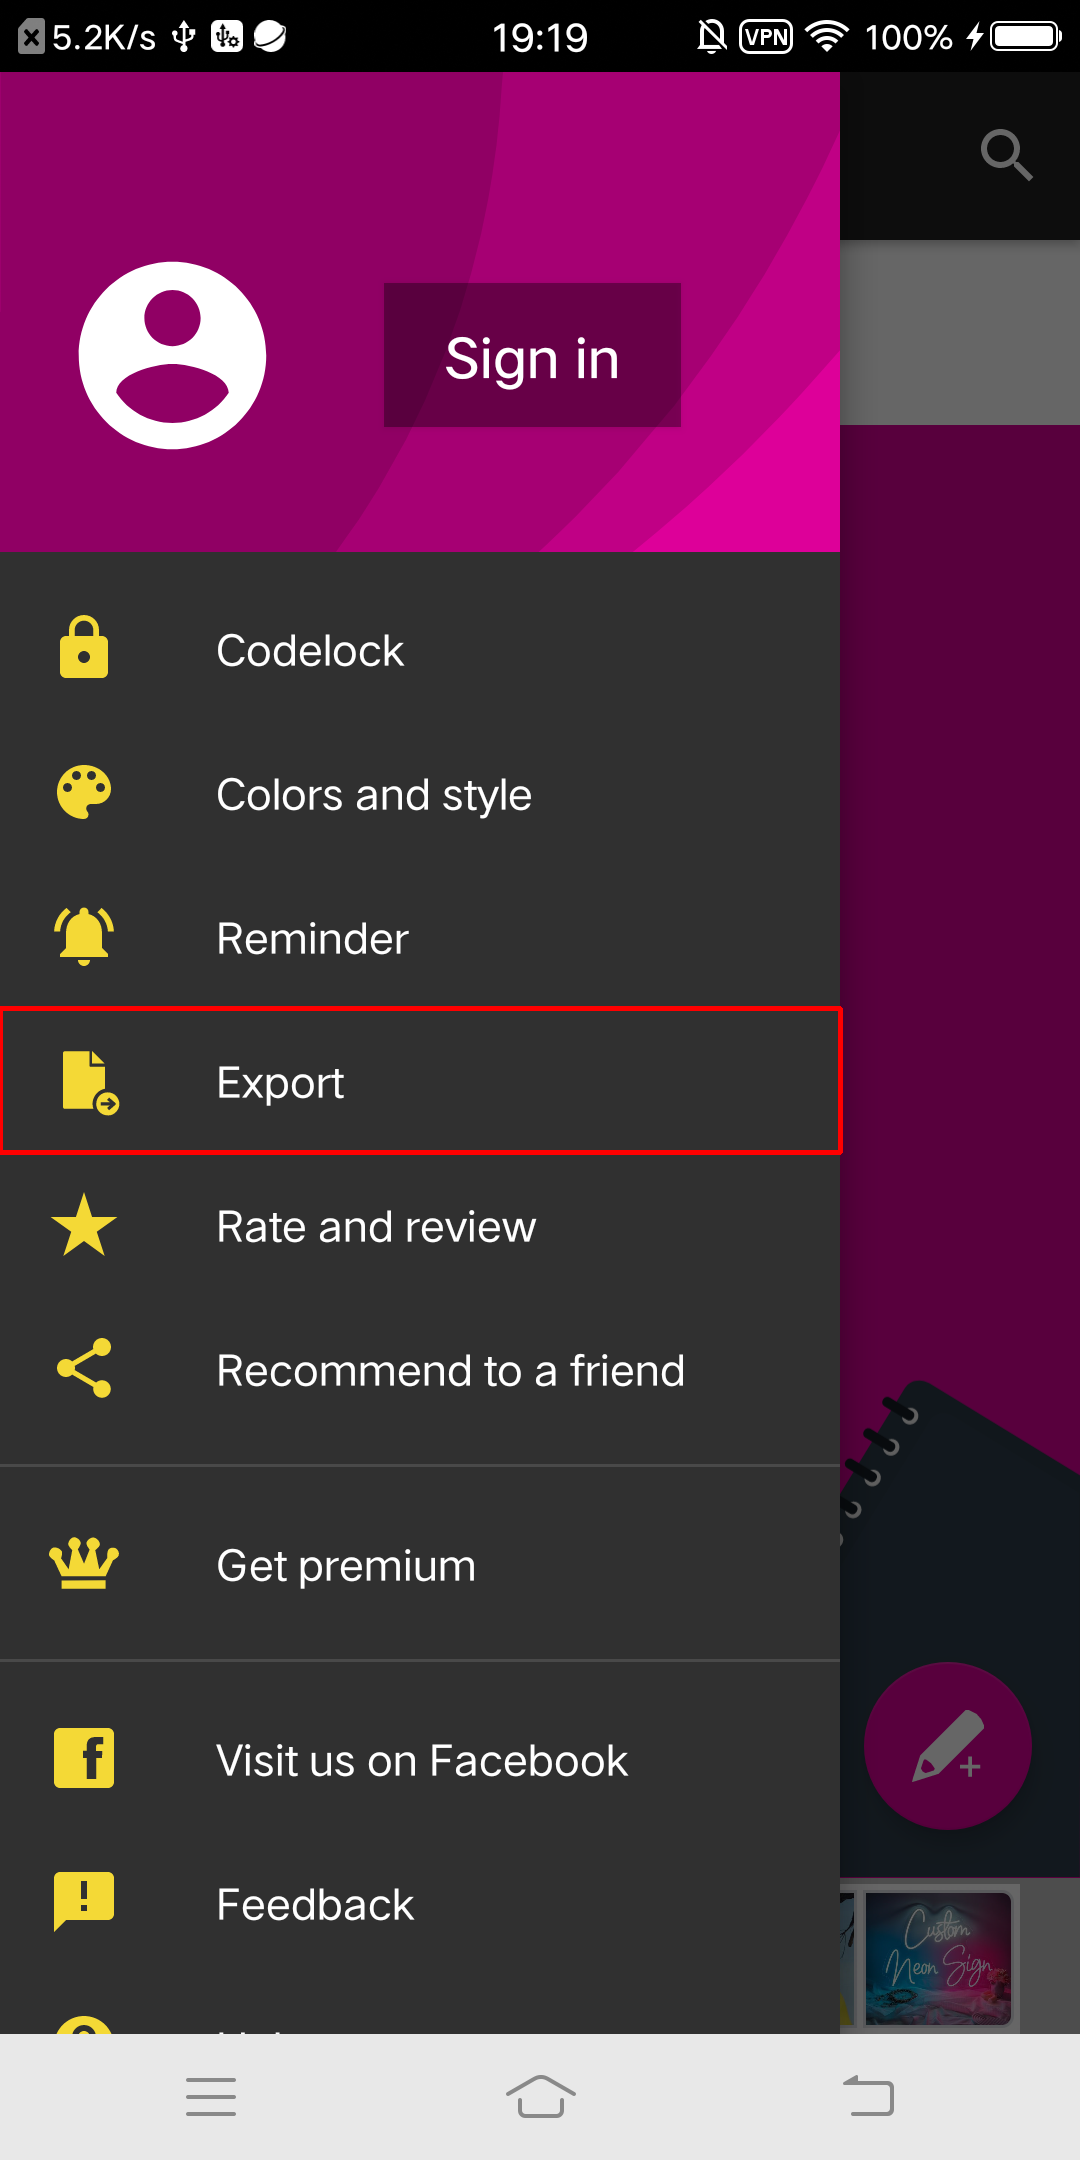 5.2K/s
19:19
VPN
100%
Sign in
Codelock
Colors and style
Reminder
Export
Rate and review
Recommend to a friend
Get premium
Visit us on Facebook
Feedback
Custom
Neon Sign